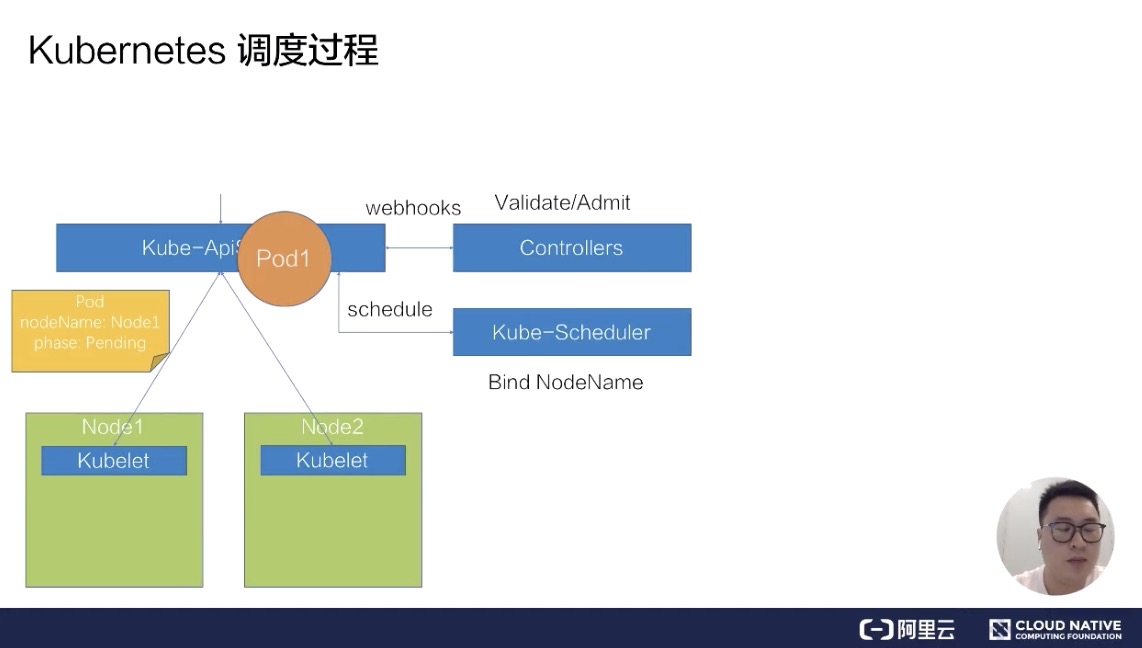 Kubernetes 调度过程
webhooks
Validate/Admit
Kube-Api
Pod1
Controllers
Pod
nodeName: Node1
phase: Pending
schedule
Kube-Scheduler
Bind NodeName
Node1
Kubelet
Node2
Kubelet
阿里云
CLOUD NATIVE
COMPUTING FOUNDATION